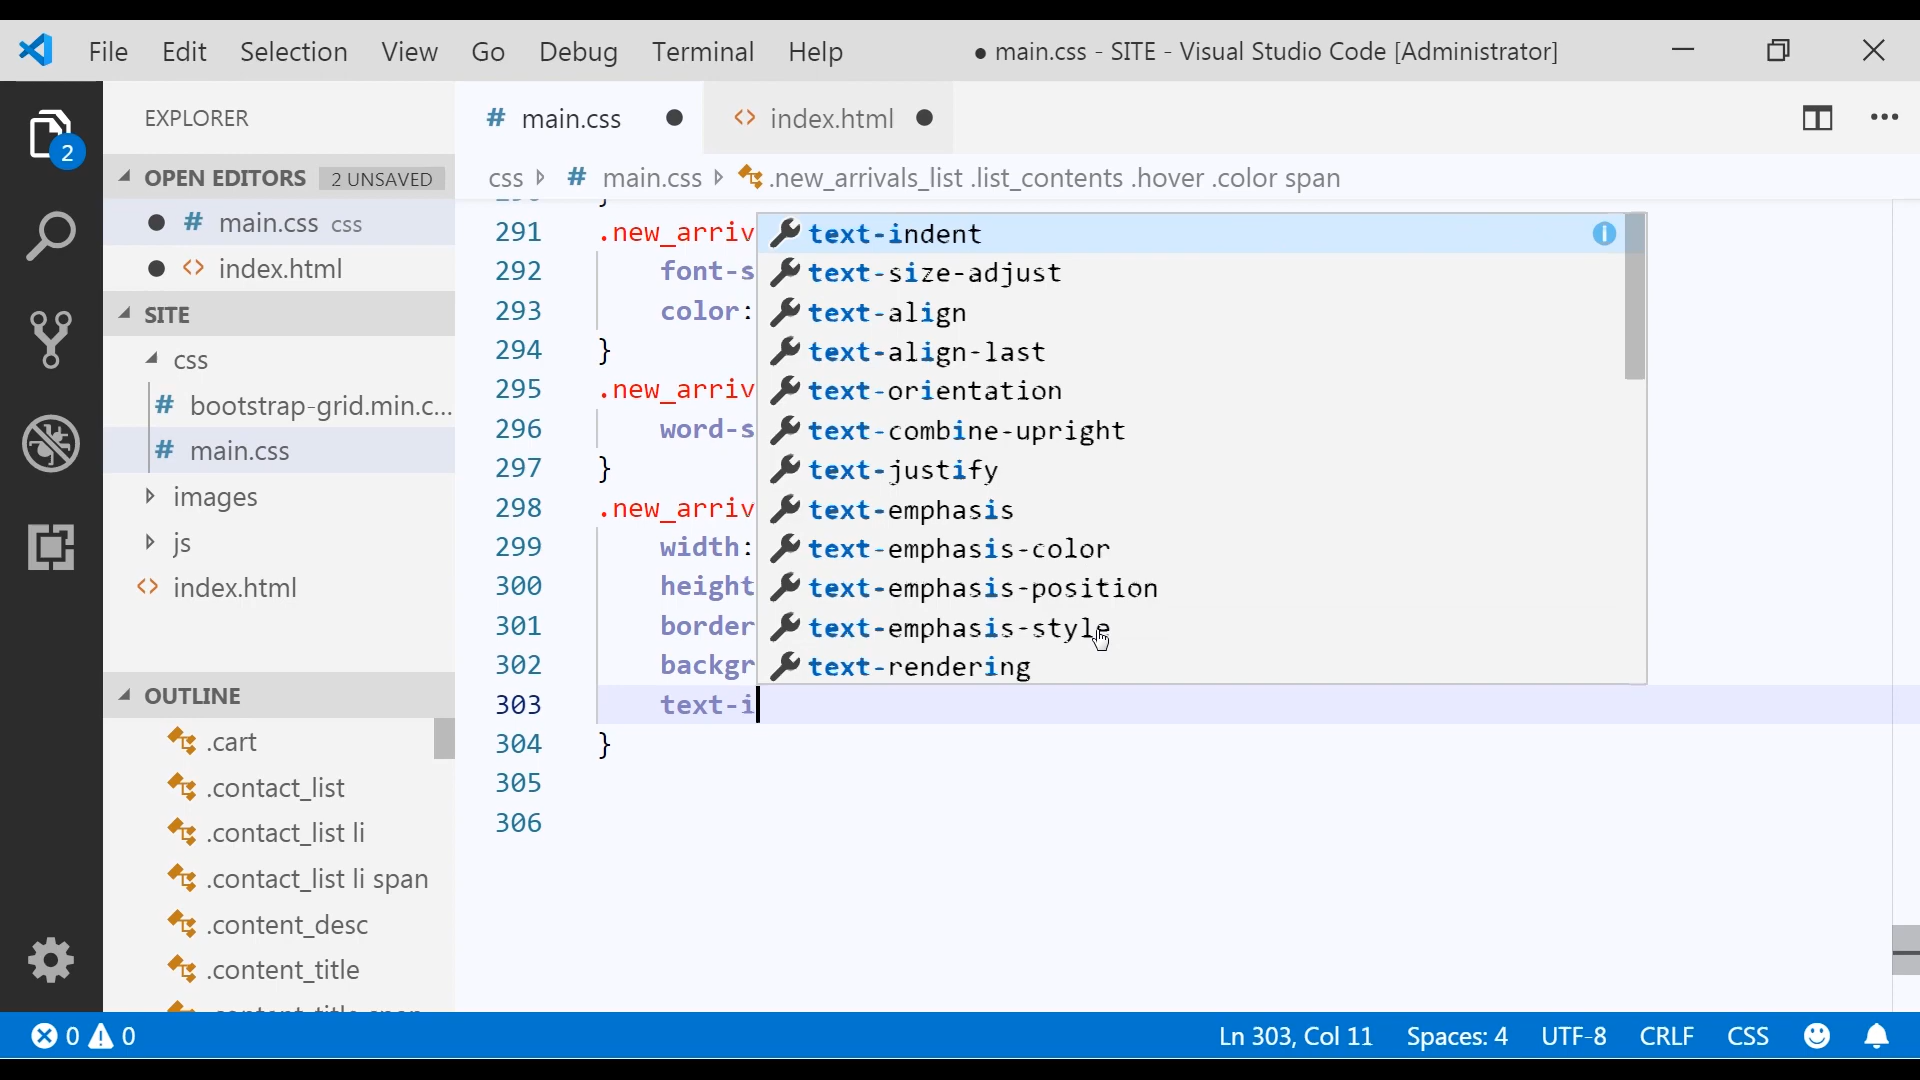 File Edit Selection View Go Debug Terminal Help ● main.css - SITE - Visual Studio Code [Administrator]
EXPLORER
# main.css ● <> index.html ●
OPEN EDITORS 2 UNSAVED
● # main.css css
● <> index.html
SITE
css
# bootstrap-grid.min.c...
# main.css
images
js
<> index.html
OUTLINE
.cart
.contact_list
.contact_list li
.contact_list li span
.content_desc
.content_title
2
css > # main.css > .new_arrivals_list .list_contents .hover .color span
291 .new_arriv
292 font-s
293 color:
294 }
295 .new_arriv
296 word-s
297 }
298 .new_arriv
299 width:
300 height
301 border
302 backgr
303 text-i
304 }
305
306
text-indent
text-size-adjust
text-align
text-align-last
text-orientation
text-combine-upright
text-justify
text-emphasis
text-emphasis-color
text-emphasis-position
text-emphasis-style
text-rendering
0 0 Ln 303, Col 11 Spaces: 4 UTF-8 CRLF CSS